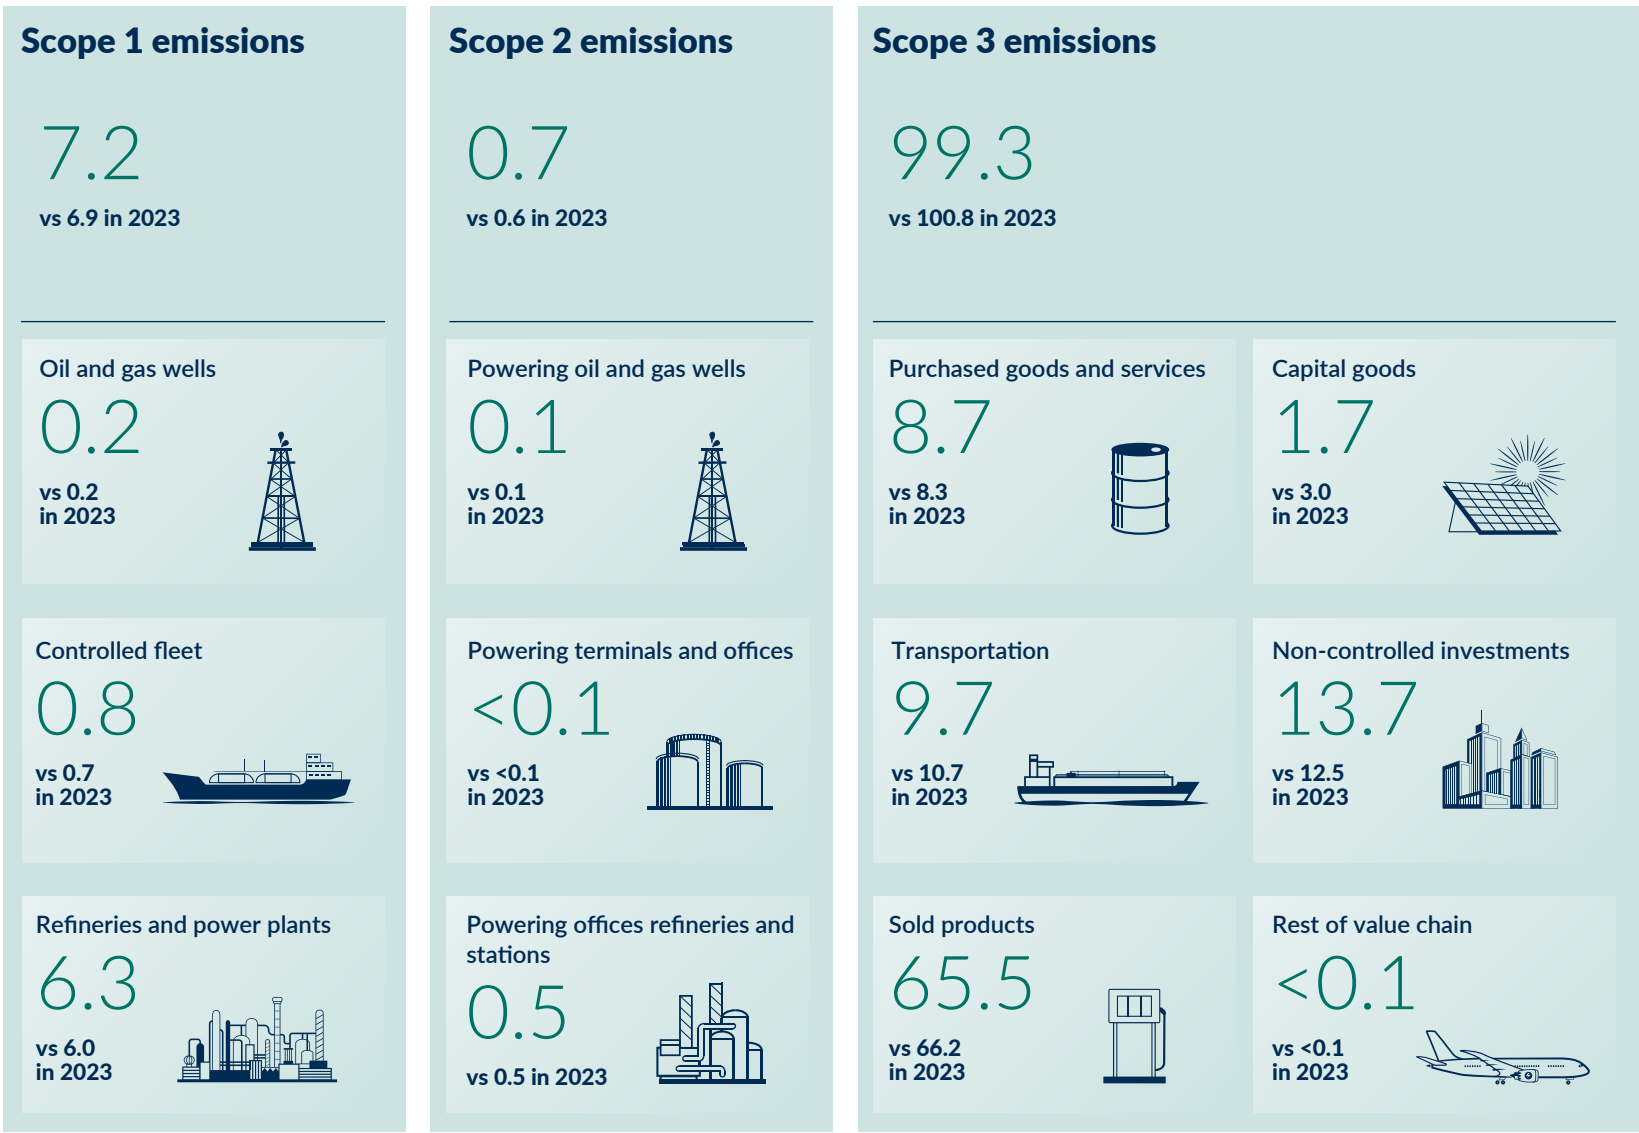 Scope 1 emissions
7.2
vs 6.9 in 2023
Oil and gas wells
0.2
vs 0.2
in 2023
Controlled fleet
0.8
vs 0.7
in 2023
Refineries and power plants
6.3
vs 6.0
in 2023
Scope 2 emissions
0.7
vs 0.6 in 2023
Powering oil and gas wells
0.1
vs 0.1
in 2023
Powering terminals and offices
<0.1
vs <0.1
in 2023
Powering offices refineries and
stations
0.5
vs 0.5 in 2023
Scope 3 emissions
99.3
vs 100.8 in 2023
Purchased goods and services
8.7
vs 8.3
in 2023
Capital goods
1.7
vs 3.0
in 2023
Transportation
9.7
vs 10.7
in 2023
Non-controlled investments
13.7
vs 12.5
in 2023
Sold products
65.5
vs 66.2
in 2023
Rest of value chain
<0.1
vs <0.1
in 2023